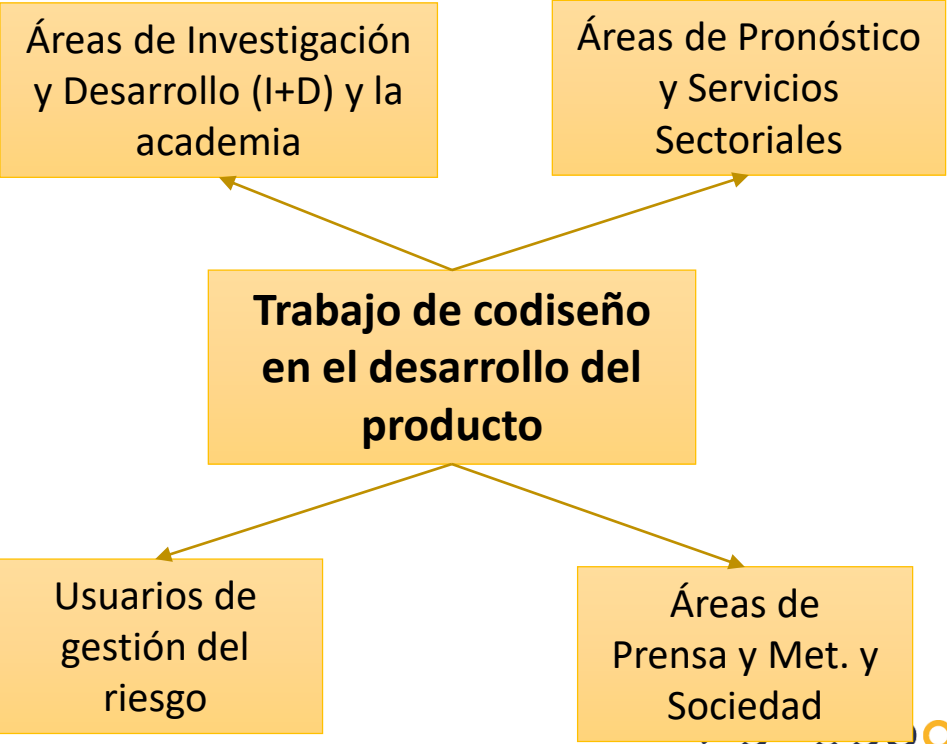 Áreas de Investigación
y Desarrollo (I+D) y la
academia
Áreas de Pronóstico
y Servicios
Sectoriales
Trabajo de codiseño
en el desarrollo del
producto
Usuarios de
gestión del
riesgo
Áreas de
Prensa y Met. y
Sociedad